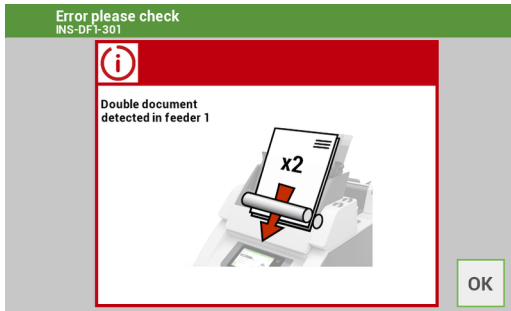 Error please check
INS-DF1-301
Double document
detected in feeder 1
x2
OK